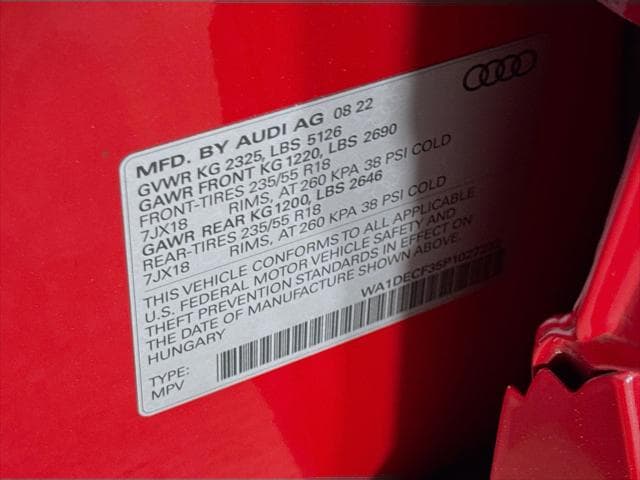 MFD. BY AUDI AG 08 22
GVWR KG 2325, LBS 5126
GAWR FRONT KG 1220, LBS 2690
FRONT-TIRES 235/55 R18
7JX18 RIMS, AT 260 KPA 38 PSI COLD
GAWR REAR KG 1200, LBS 2646
REAR-TIRES 235/55 R18
7JX18 RIMS, AT 260 KPA 38 PSI COLD
THIS VEHICLE CONFORMS TO ALL APPLICABLE
U.S. FEDERAL MOTOR VEHICLE SAFETY AND
THEFT PREVENTION STANDARDS IN EFFECT ON
THE DATE OF MANUFACTURE SHOWN ABOVE.
HUNGARY
TYPE:
MPV